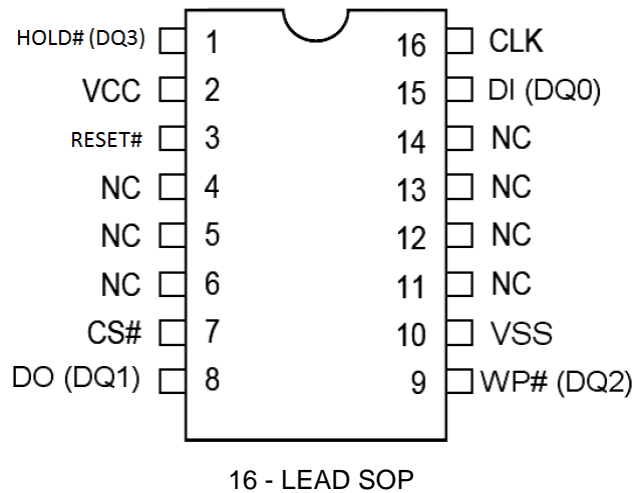 HOLD# (DQ3) 1 16 CLK
VCC 2 15 DI (DQ0)
RESET# 3 14 NC
NC 4 13 NC
NC 5 12 NC
NC 6 11 NC
CS# 7 10 VSS
DO (DQ1) 8 9 WP# (DQ2)
16 - LEAD SOP